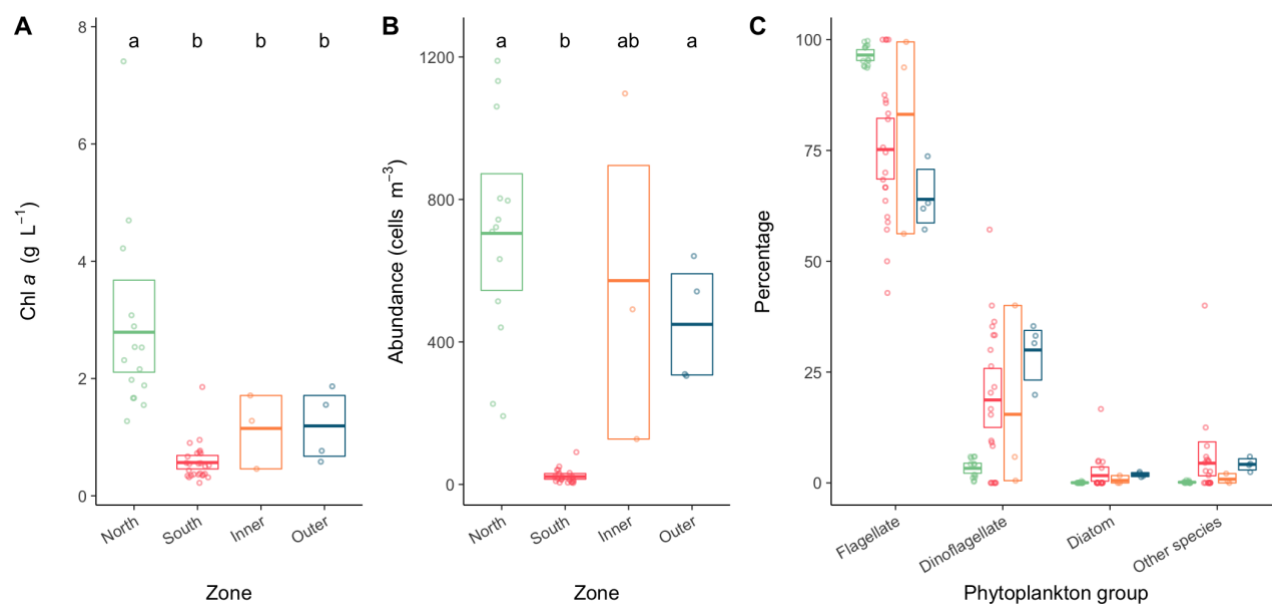 A
8
6
4
2
0
Chl a (g L⁻¹)
a
b
b
b
North
South
Inner
Outer
Zone
B
1200
800
400
0
Abundance (cells m⁻³)
a
b
ab
a
North
South
Inner
Outer
Zone
C
100
75
50
25
0
Percentage
Flagellate
Dinoflagellate
Diatom
Other species
Phytoplankton group